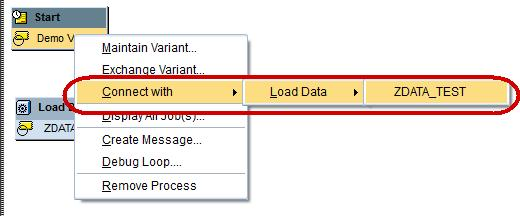 Start
Demo V
Maintain Variant...
Exchange Variant...
Connect with Load Data ZDATA_TEST
Load
Display All Job(s)...
ZDATA
Create Message...
Debug Loop....
Remove Process